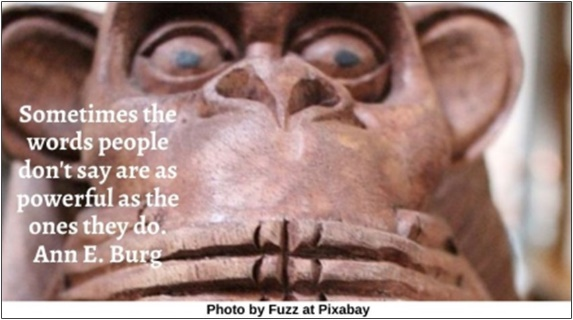 Sometimes the
words people
don't say are as
powerful as the
ones they do.
Ann E. Burg
Photo by Fuzz at Pixabay